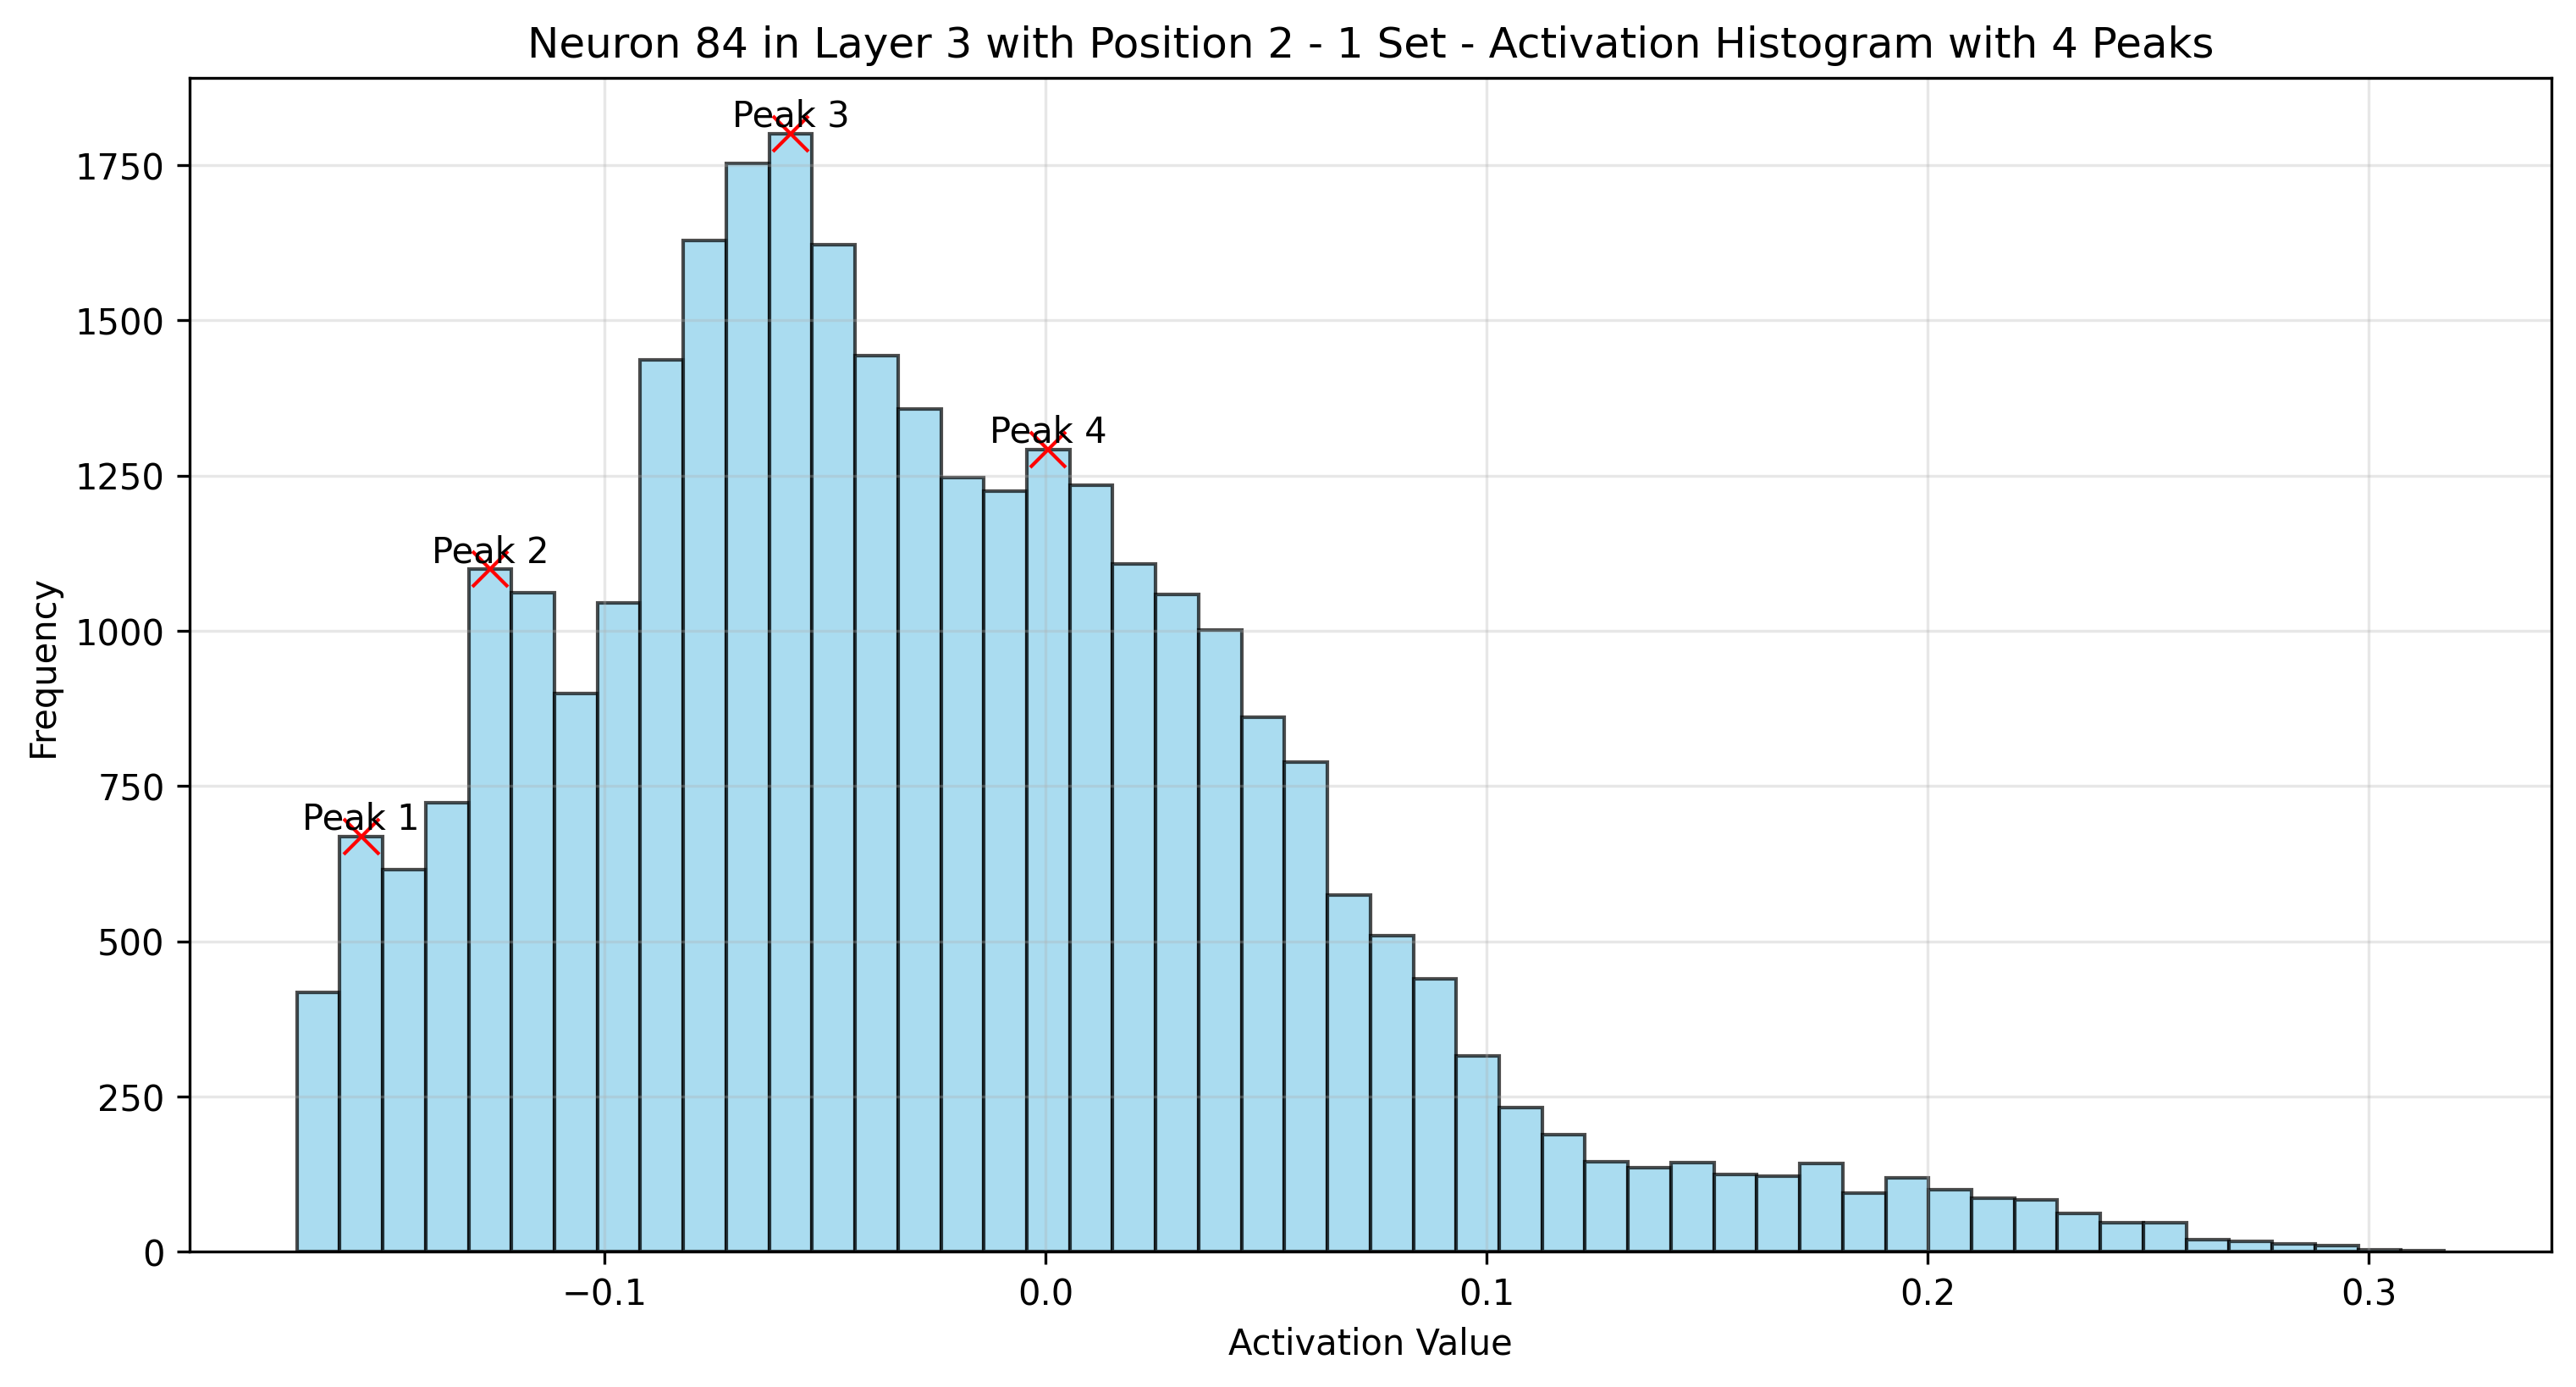 Neuron 84 in Layer 3 with Position 2 - 1 Set - Activation Histogram with 4 Peaks
Peak 3
1750
1500
Peak 4
1250
Peak 2
1000
Frequency
750
Peak 1
500
250
0
−0.1
0.0
0.1
0.2
0.3
Activation Value